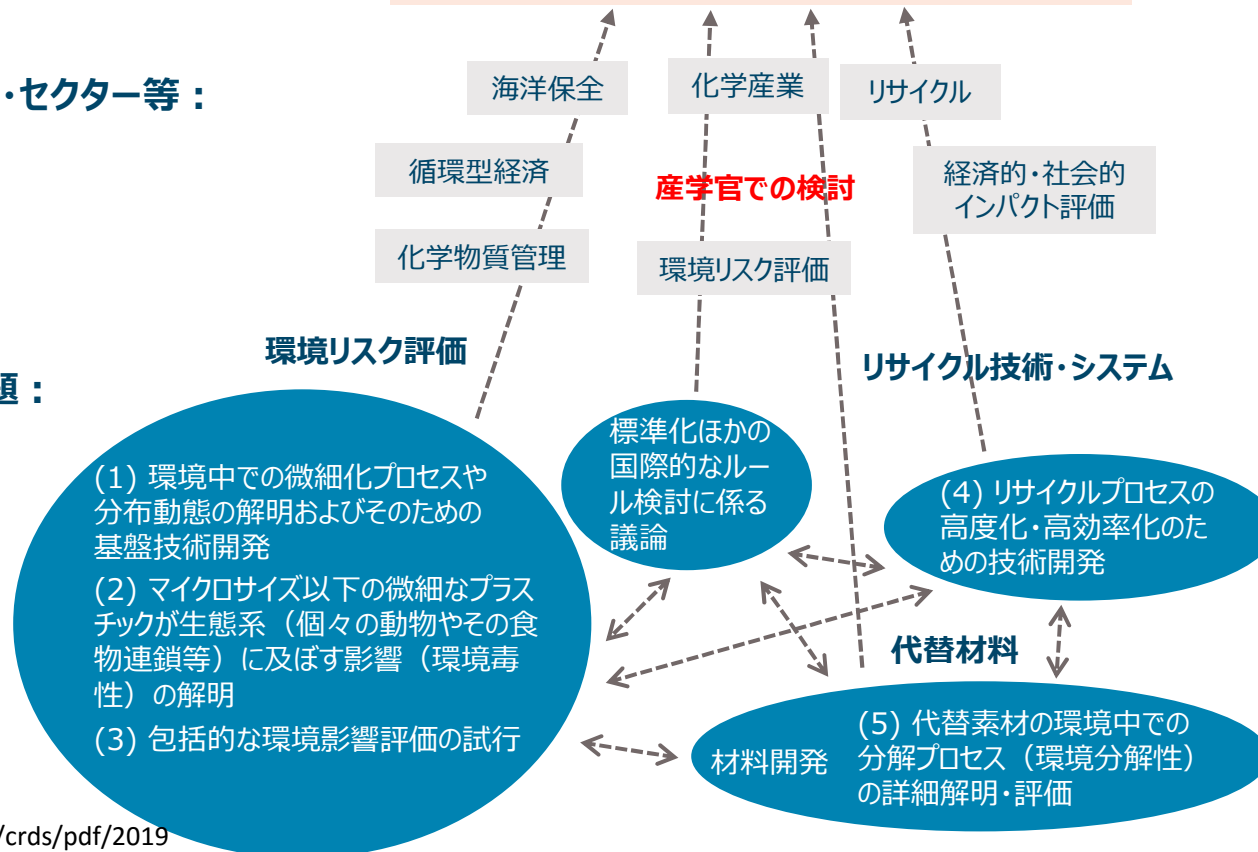 ・セクター等：
海洋保全
化学産業
リサイクル
循環型経済
産学官での検討
経済的・社会的
インパクト評価
化学物質管理
環境リスク評価
環境リスク評価
リサイクル技術・システム
題：
(1) 環境中での微細化プロセスや
分布動態の解明およびそのための
基盤技術開発
(2) マイクロサイズ以下の微細なプラス
チックが生態系（個々の動物やその食
物連鎖等）に及ぼす影響（環境毒
性）の解明
(3) 包括的な環境影響評価の試行
標準化ほかの
国際的なルー
ル検討に係る
議論
(4) リサイクルプロセスの
高度化・高効率化のた
めの技術開発
代替材料
材料開発
(5) 代替素材の環境中での
分解プロセス（環境分解性）
の詳細解明・評価
/crds/pdf/2019